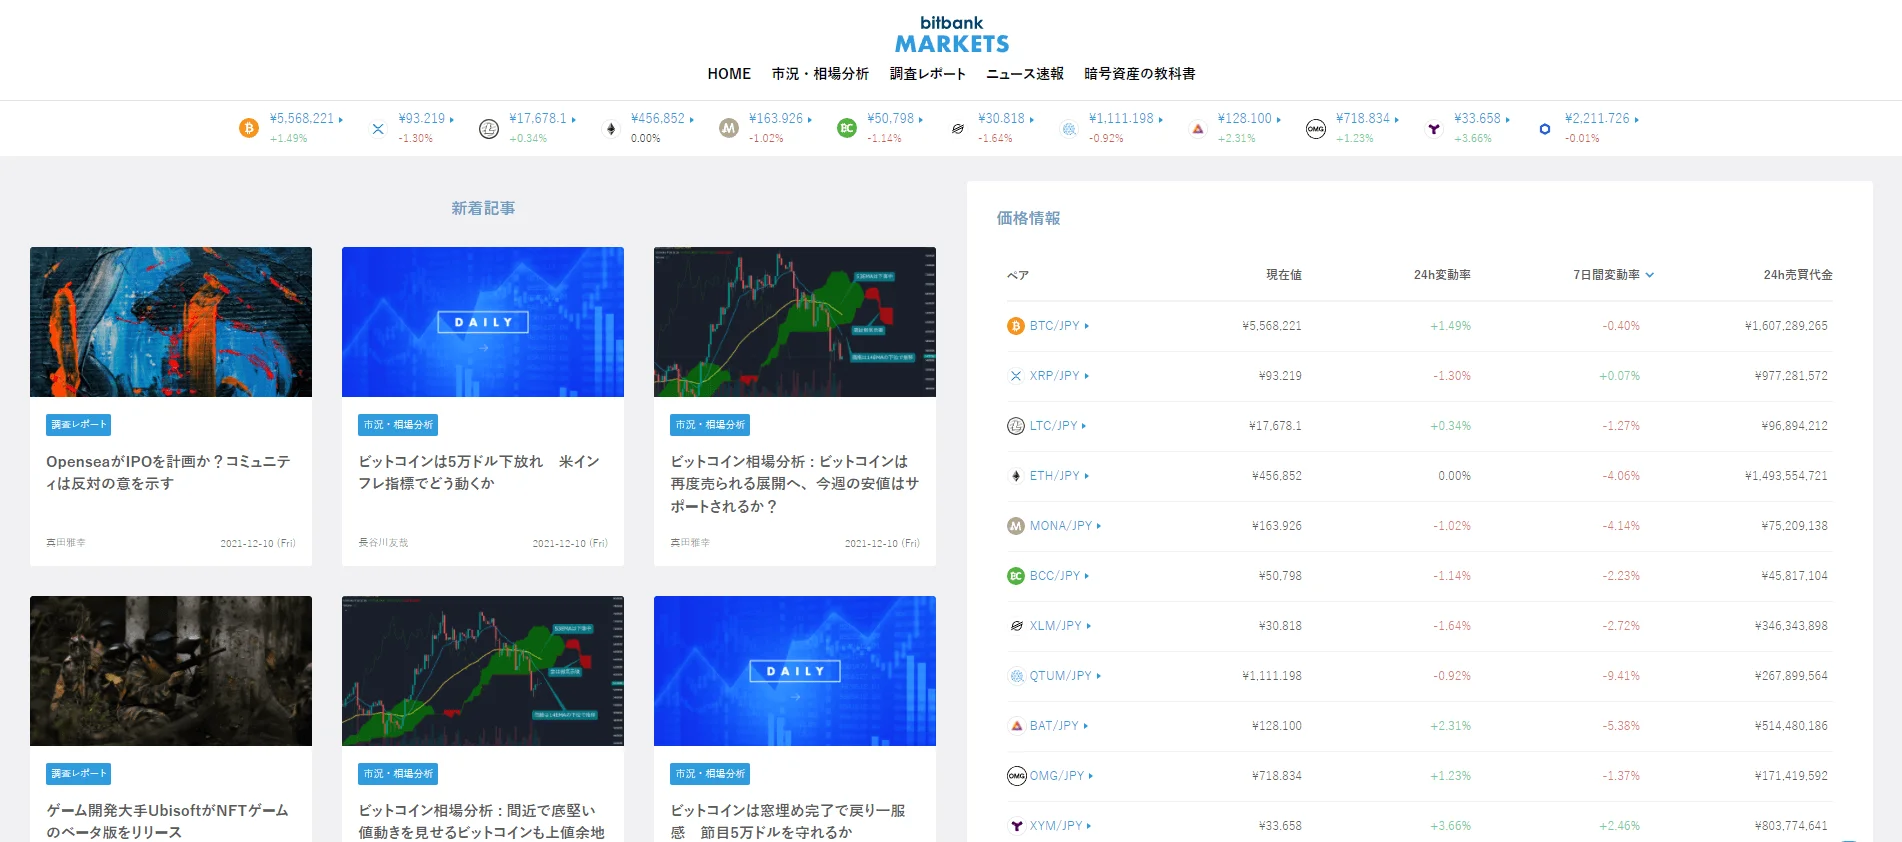 bitbank
MARKETS
HOME 市況・相場分析 調査レポート ニュース速報 暗号資産の教科書
¥5,568,221 ¥93.219 ¥17,678.1 ¥456,852 ¥163.926 ¥50,798 ¥30.818 ¥1,111.198 ¥128.100 ¥718.834 ¥33.658 ¥2,211.726
+1.49% -1.30% +0.34% 0.00% -1.02% -1.14% -1.64% -0.92% +2.31% +1.23% +3.66% -0.01%
新着記事
DAILY
調査レポート
OpenseaがIPOを計画か？コミュニテ
ィは反対の意を示す
真田雅幸 2021-12-10 (Fri)
市況・相場分析
ビットコインは5万ドル下放れ　米イン
フレ指標でどう動くか
長谷川友哉 2021-12-10 (Fri)
市況・相場分析
ビットコイン相場分析：ビットコインは
再度売られる展開へ、今週の安値はサ
ポートされるか？
真田雅幸 2021-12-10 (Fri)
DAILY
調査レポート
ゲーム開発大手UbisoftがNFTゲーム
のベータ版をリリース
市況・相場分析
ビットコイン相場分析：間近で底堅い
値動きを見せるビットコインも上値余地
市況・相場分析
ビットコインは窓埋め完了で戻り一服
感　節目5万ドルを守れるか
価格情報
ペア 現在値 24h変動率 7日間変動率 24h売買代金
BTC/JPY ¥5,568,221 +1.49% -0.40% ¥1,607,289,265
XRP/JPY ¥93.219 -1.30% +0.07% ¥977,281,572
LTC/JPY ¥17,678.1 +0.34% -1.27% ¥96,894,212
ETH/JPY ¥456,852 0.00% -4.06% ¥1,493,554,721
MONA/JPY ¥163.926 -1.02% -4.14% ¥75,209,138
BCC/JPY ¥50,798 -1.14% -2.23% ¥45,817,104
XLM/JPY ¥30.818 -1.64% -2.72% ¥346,343,898
QTUM/JPY ¥1,111.198 -0.92% -9.41% ¥267,899,564
BAT/JPY ¥128.100 +2.31% -5.38% ¥514,480,186
OMG/JPY ¥718.834 +1.23% -1.37% ¥171,419,592
XYM/JPY ¥33.658 +3.66% +2.46% ¥803,774,641